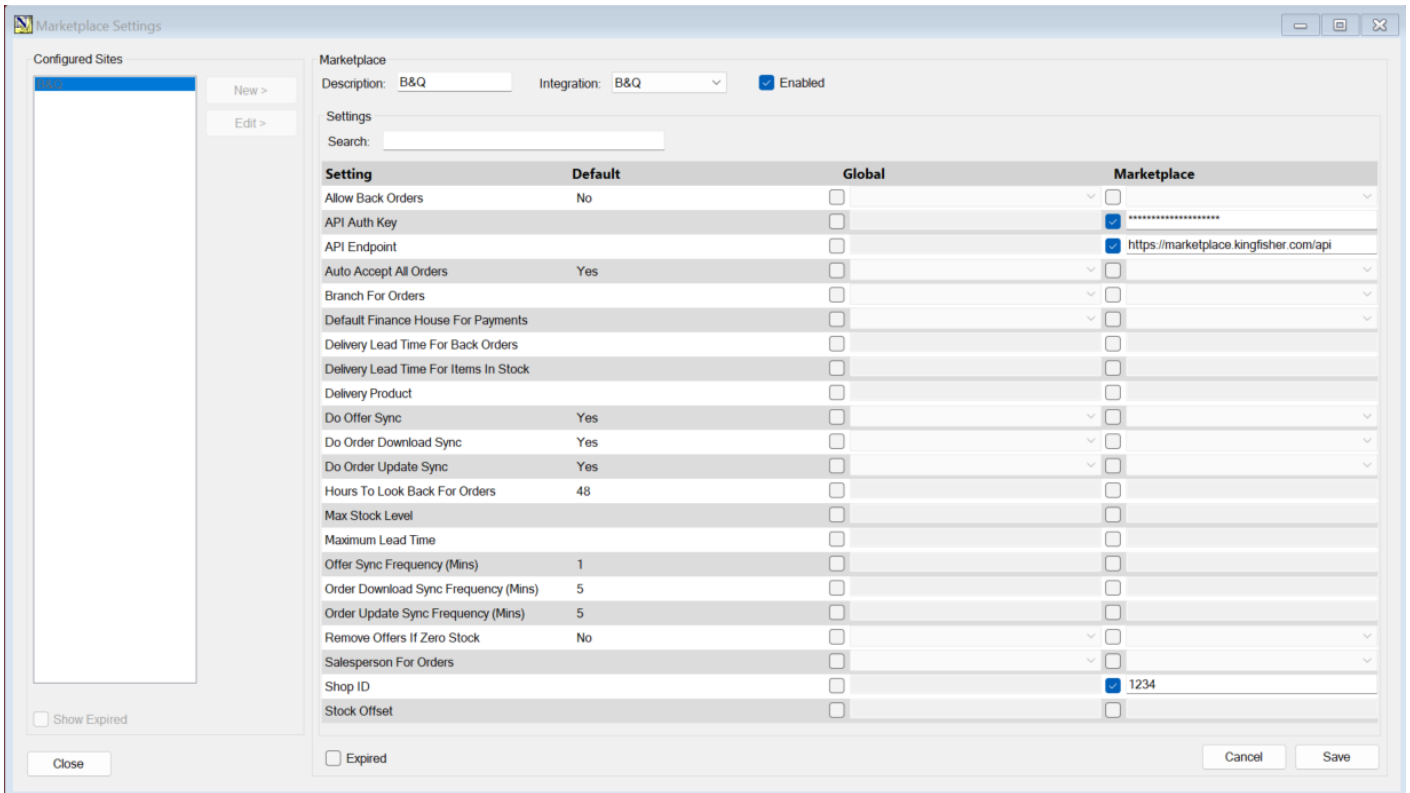 Marketplace Settings
Configured Sites
B&Q
New >
Edit >
Show Expired
Close
Marketplace
Description: B&Q Integration: B&Q Enabled
Settings
Search:
Setting Default Global Marketplace
Allow Back Orders No
API Auth Key ********************
API Endpoint https://marketplace.kingfisher.com/api
Auto Accept All Orders Yes
Branch For Orders
Default Finance House For Payments
Delivery Lead Time For Back Orders
Delivery Lead Time For Items In Stock
Delivery Product
Do Offer Sync Yes
Do Order Download Sync Yes
Do Order Update Sync Yes
Hours To Look Back For Orders 48
Max Stock Level
Maximum Lead Time
Offer Sync Frequency (Mins) 1
Order Download Sync Frequency (Mins) 5
Order Update Sync Frequency (Mins) 5
Remove Offers If Zero Stock No
Salesperson For Orders
Shop ID 1234
Stock Offset
Expired
Cancel Save